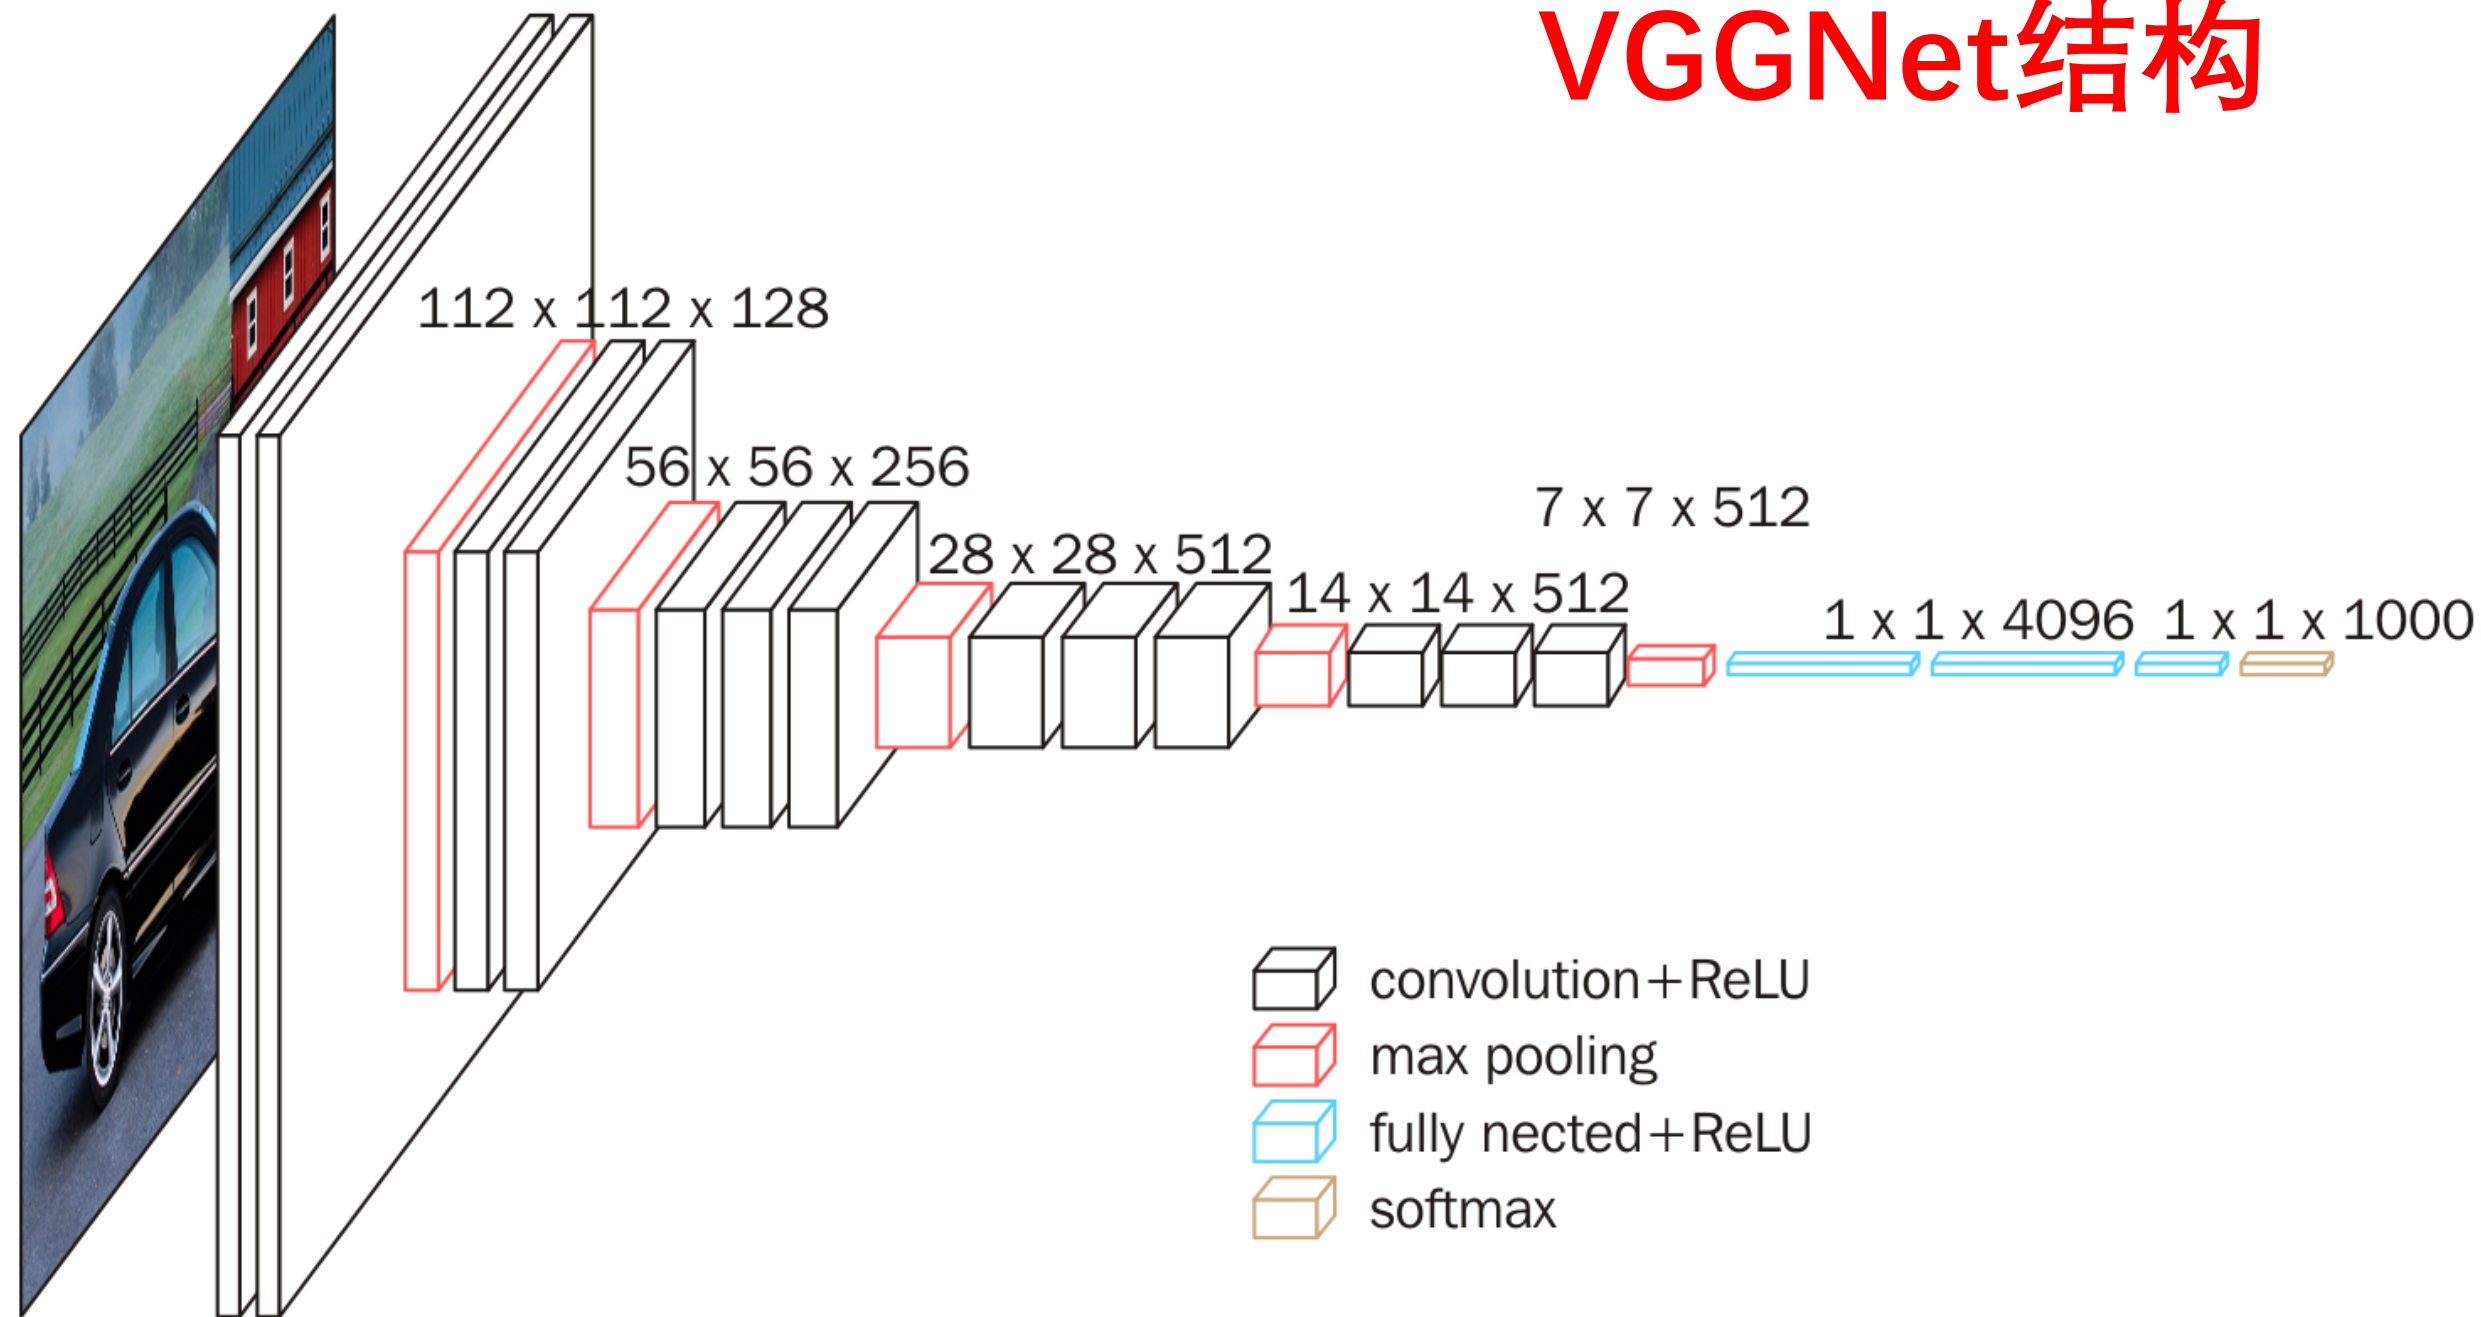 VGGNet结构
112 x 112 x 128
56 x 56 x 256
28 x 28 x 512
14 x 14 x 512
7 x 7 x 512
1 x 1 x 4096
1 x 1 x 1000
convolution+ReLU
max pooling
fully nected+ReLU
softmax